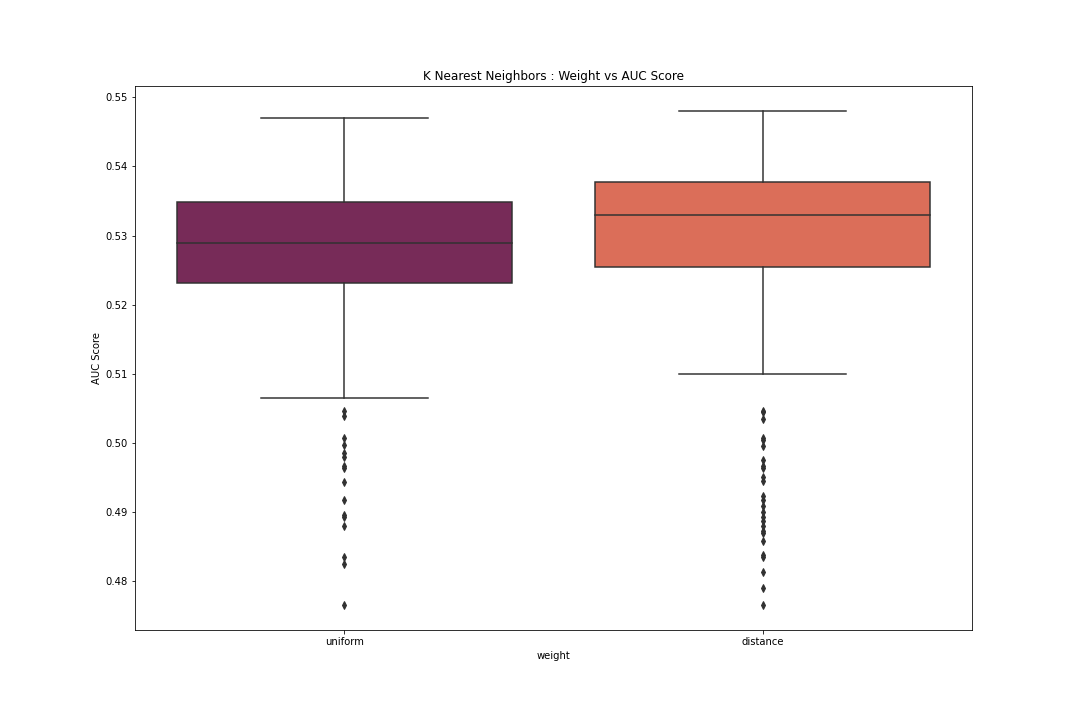 K Nearest Neighbors : Weight vs AUC Score
AUC Score
0.55
0.54
0.53
0.52
0.51
0.50
0.49
0.48
uniform
distance
weight